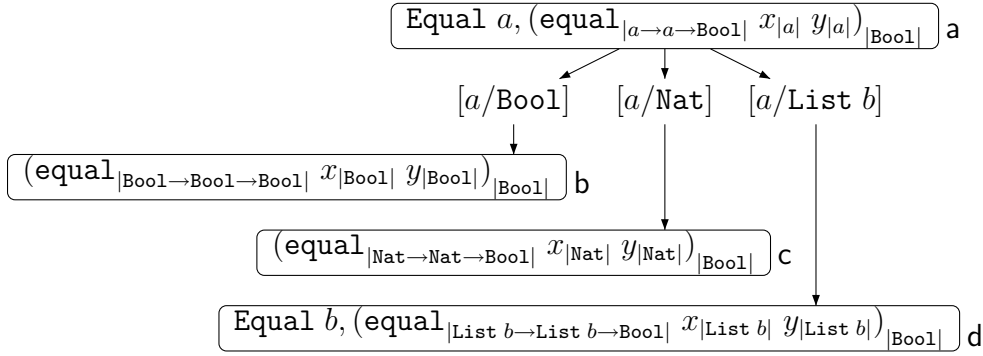 Equal a, (equal_{|a→a→Bool|} x_{|a|} y_{|a|})_{|Bool|} a
[a/Bool] [a/Nat] [a/List b]
(equal_{|Bool→Bool→Bool|} x_{|Bool|} y_{|Bool|})_{|Bool|} b
(equal_{|Nat→Nat→Bool|} x_{|Nat|} y_{|Nat|})_{|Bool|} c
Equal b, (equal_{|List b→List b→Bool|} x_{|List b|} y_{|List b|})_{|Bool|} d